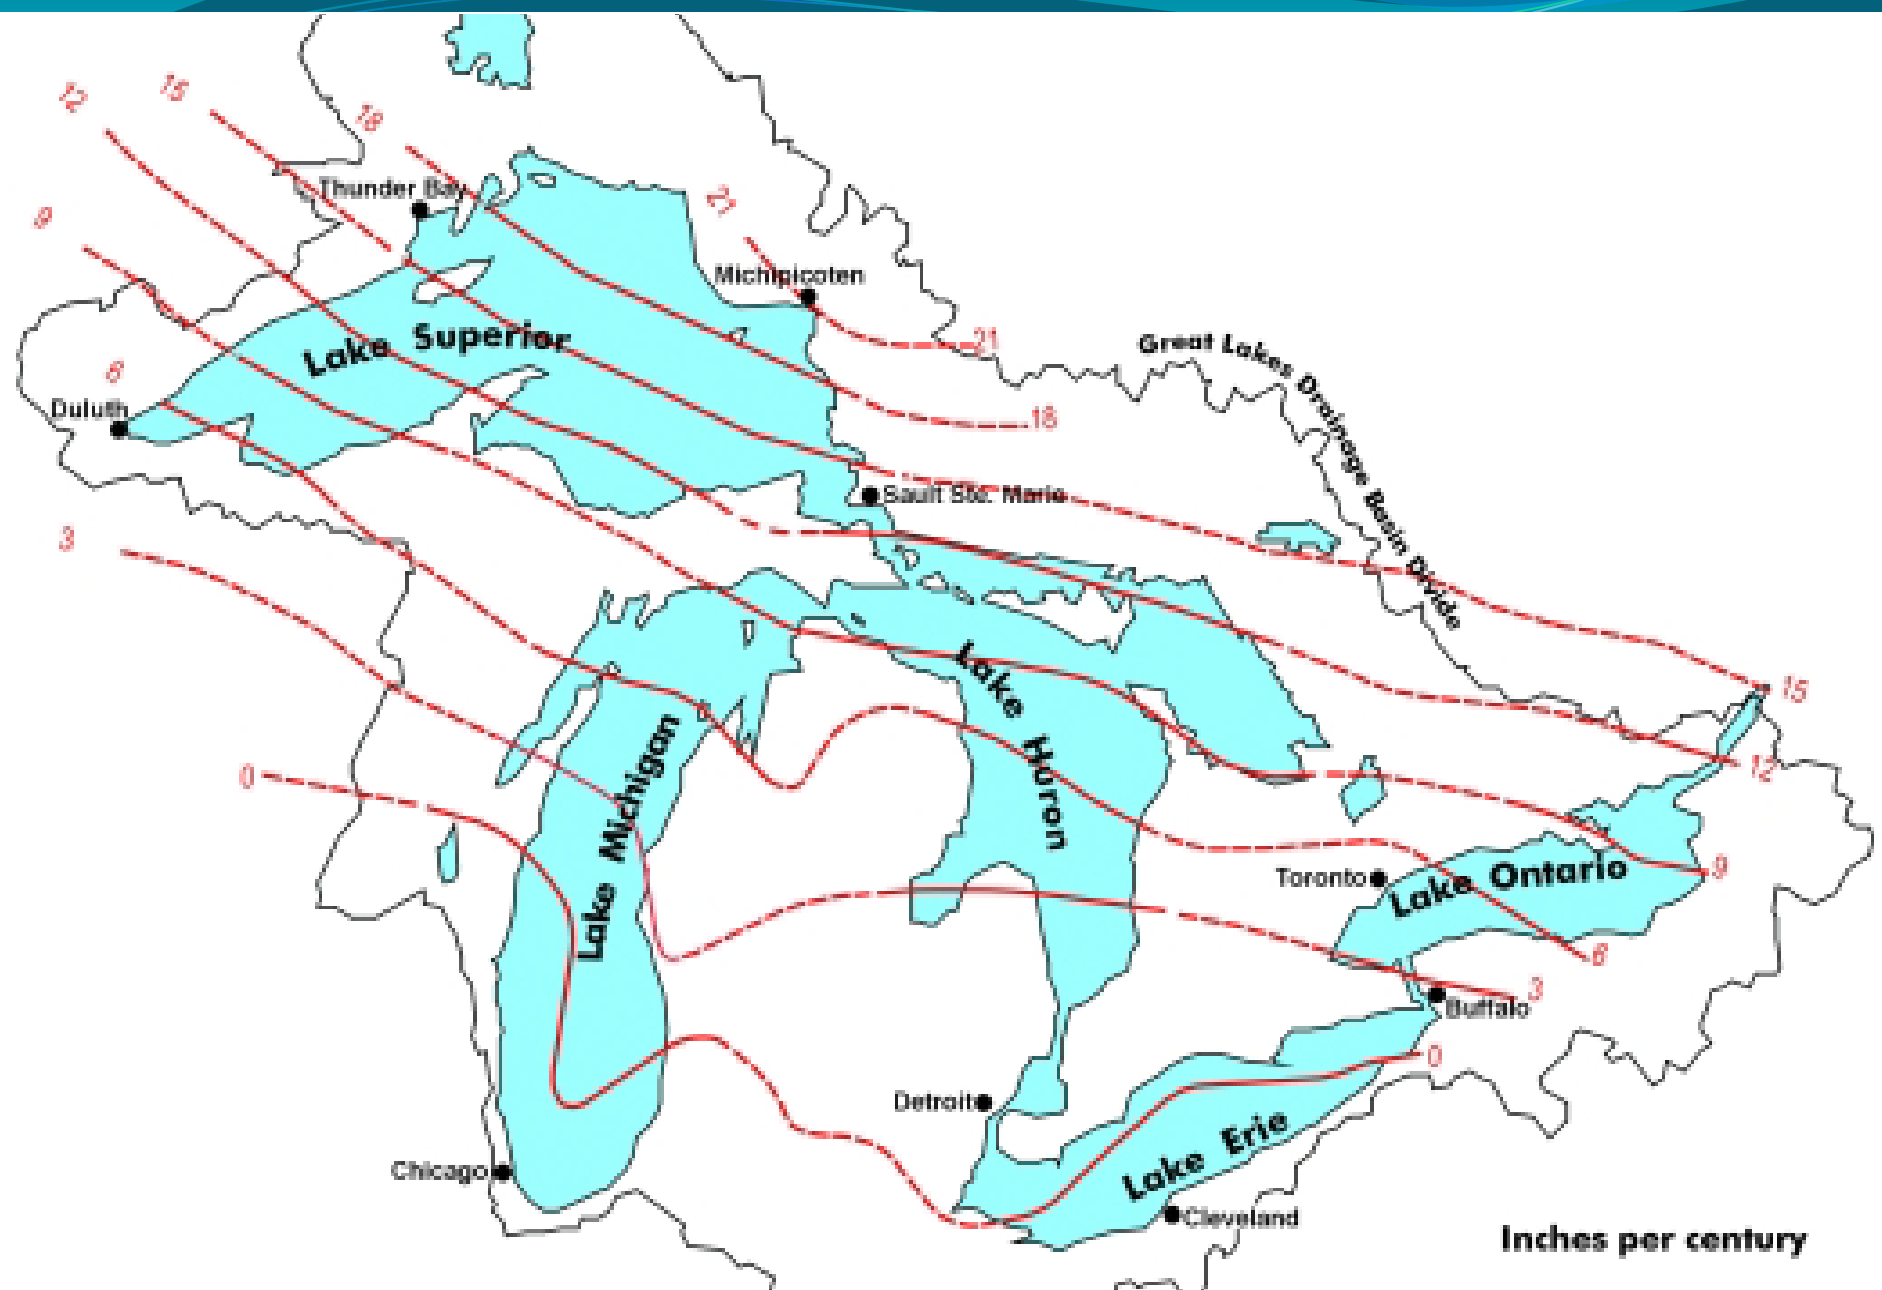 15
12
18
Thunder Bay
21
9
Michipicoten
21
Great Lakes Drainage Basin Divide
Lake Superior
6
Duluth
18
Sault Ste. Marie
3
Lake Huron
15
Lake Michigan
12
0
9
Toronto
Lake Ontario
6
3
Buffalo
0
Detroit
Lake Erie
Chicago
Cleveland
Inches per century